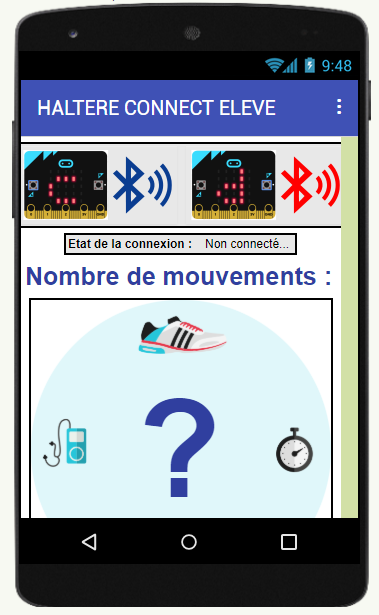 9:48
HALTERE CONNECT ELEVE
Etat de la connexion : Non connecté...
Nombre de mouvements :
?